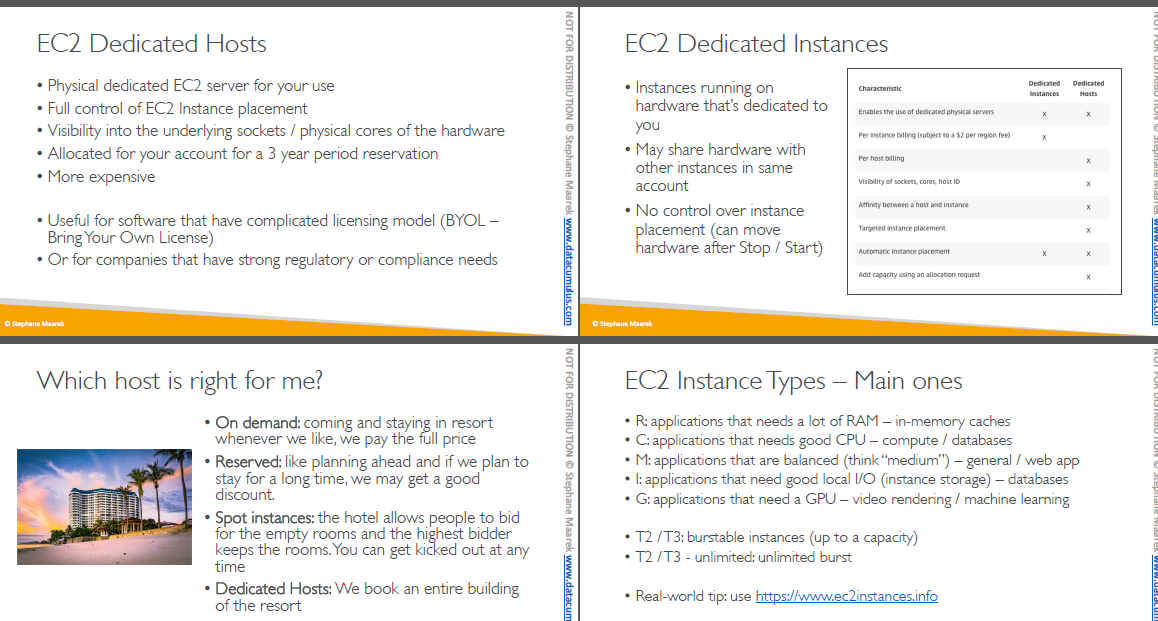 EC2 Dedicated Hosts
• Physical dedicated EC2 server for your use
• Full control of EC2 Instance placement
• Visibility into the underlying sockets / physical cores of the hardware
• Allocated for your account for a 3 year period reservation
• More expensive
• Useful for software that have complicated licensing model (BYOL –
Bring Your Own License)
• Or for companies that have strong regulatory or compliance needs
© Stephane Maarek
NOT FOR DISTRIBUTION © Stephane Maarek www.datacumulus.com
EC2 Dedicated Instances
• Instances running on
hardware that's dedicated to
you
• May share hardware with
other instances in same
account
• No control over instance
placement (can move
hardware after Stop / Start)
Characteristic Dedicated Instances Dedicated Hosts
Enables the use of dedicated physical servers X X
Per instance billing (subject to a $2 per region fee) X
Per host billing X
Visibility of sockets, cores, host ID X
Affinity between a host and instance X
Targeted instance placement X
Automatic instance placement X X
Add capacity using an allocation request X
© Stephane Maarek
NOT FOR DISTRIBUTION © Stephane Maarek www.datacumulus.com
Which host is right for me?
• On demand: coming and staying in resort
whenever we like, we pay the full price
• Reserved: like planning ahead and if we plan to
stay for a long time, we may get a good
discount.
• Spot instances: the hotel allows people to bid
for the empty rooms and the highest bidder
keeps the rooms. You can get kicked out at any
time
• Dedicated Hosts: We book an entire building
of the resort
NOT FOR DISTRIBUTION © Stephane Maarek www.datacum
EC2 Instance Types – Main ones
• R: applications that needs a lot of RAM – in-memory caches
• C: applications that needs good CPU – compute / databases
• M: applications that are balanced (think "medium") – general / web app
• I: applications that need good local I/O (instance storage) – databases
• G: applications that need a GPU – video rendering / machine learning
• T2 / T3: burstable instances (up to a capacity)
• T2 / T3 - unlimited: unlimited burst
• Real-world tip: use https://www.ec2instances.info
NOT FOR DISTRIBUTION © Stephane Maarek www.datacum